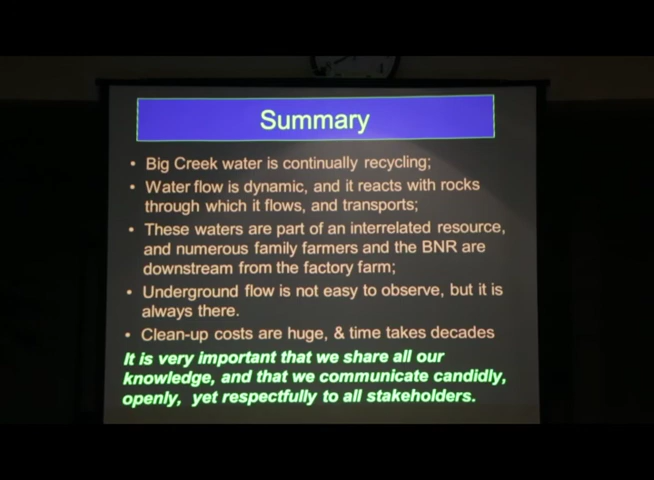 Summary
• Big Creek water is continually recycling;
• Water flow is dynamic, and it reacts with rocks
through which it flows, and transports;
• These waters are part of an interrelated resource,
and numerous family farmers and the BNR are
downstream from the factory farm;
• Underground flow is not easy to observe, but it is
always there.
• Clean-up costs are huge, & time takes decades
It is very important that we share all our
knowledge, and that we communicate candidly,
openly, yet respectfully to all stakeholders.